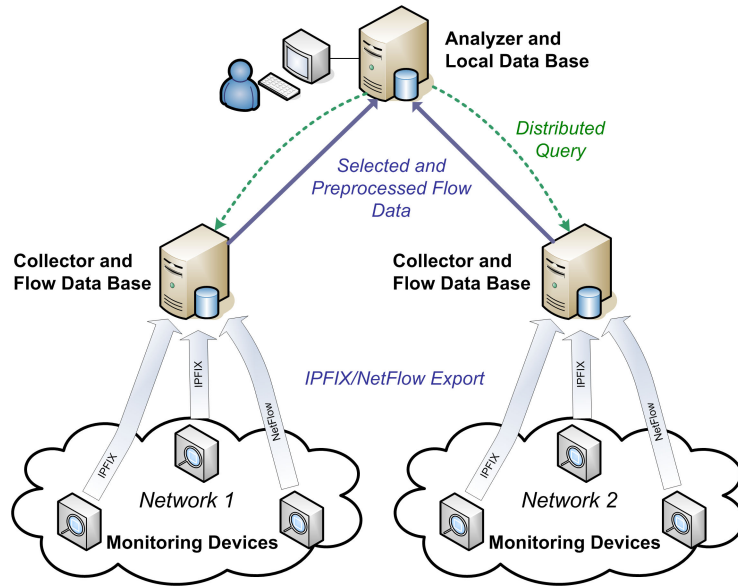 Analyzer and
Local Data Base
Distributed
Query
Selected and
Preprocessed Flow
Data
Collector and
Flow Data Base
Collector and
Flow Data Base
IPFIX/NetFlow Export
IPFIX
IPFIX
NetFlow
IPFIX
IPFIX
NetFlow
Network 1
Monitoring Devices
Network 2
Monitoring Devices